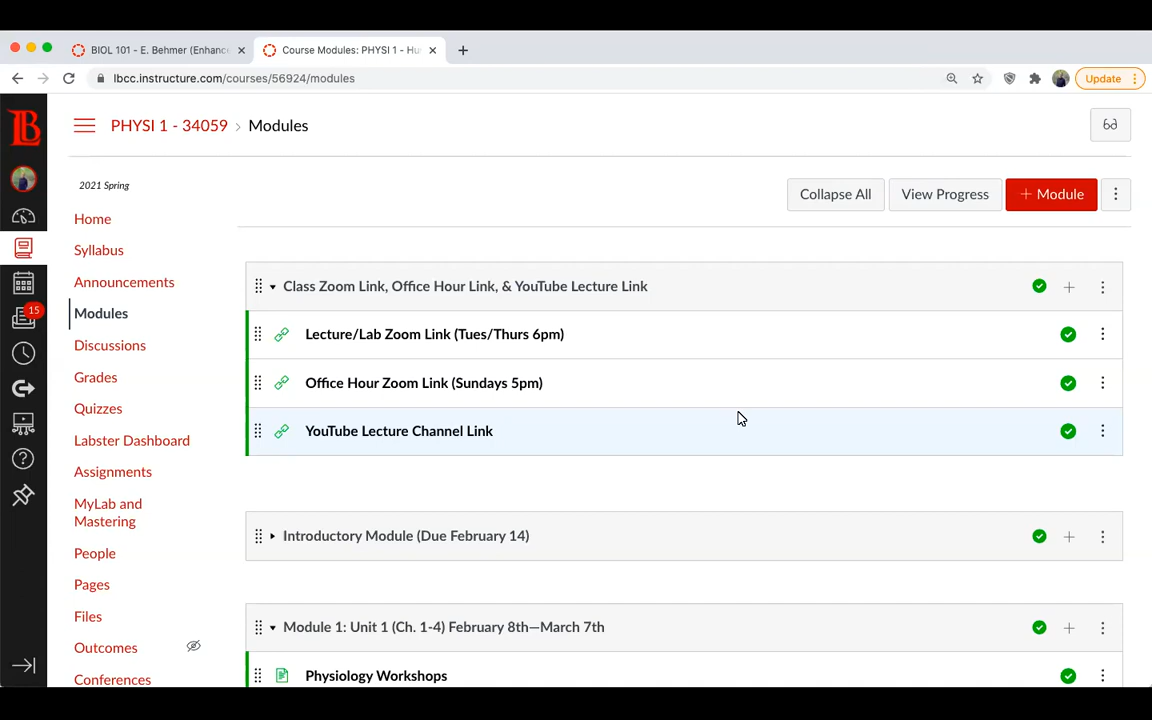 BIOL 101 - E. Behmer (Enhanc
Course Modules: PHYSI 1 - Hu
lbcc.instructure.com/courses/56924/modules
Update
PHYSI 1 - 34059 › Modules
2021 Spring
Collapse All
View Progress
+ Module
Home
Syllabus
Announcements
Modules
Discussions
Grades
Quizzes
Labster Dashboard
Assignments
MyLab and
Mastering
People
Pages
Files
Outcomes
Conferences
15
Class Zoom Link, Office Hour Link, & YouTube Lecture Link
Lecture/Lab Zoom Link (Tues/Thurs 6pm)
Office Hour Zoom Link (Sundays 5pm)
YouTube Lecture Channel Link
Introductory Module (Due February 14)
Module 1: Unit 1 (Ch. 1-4) February 8th—March 7th
Physiology Workshops